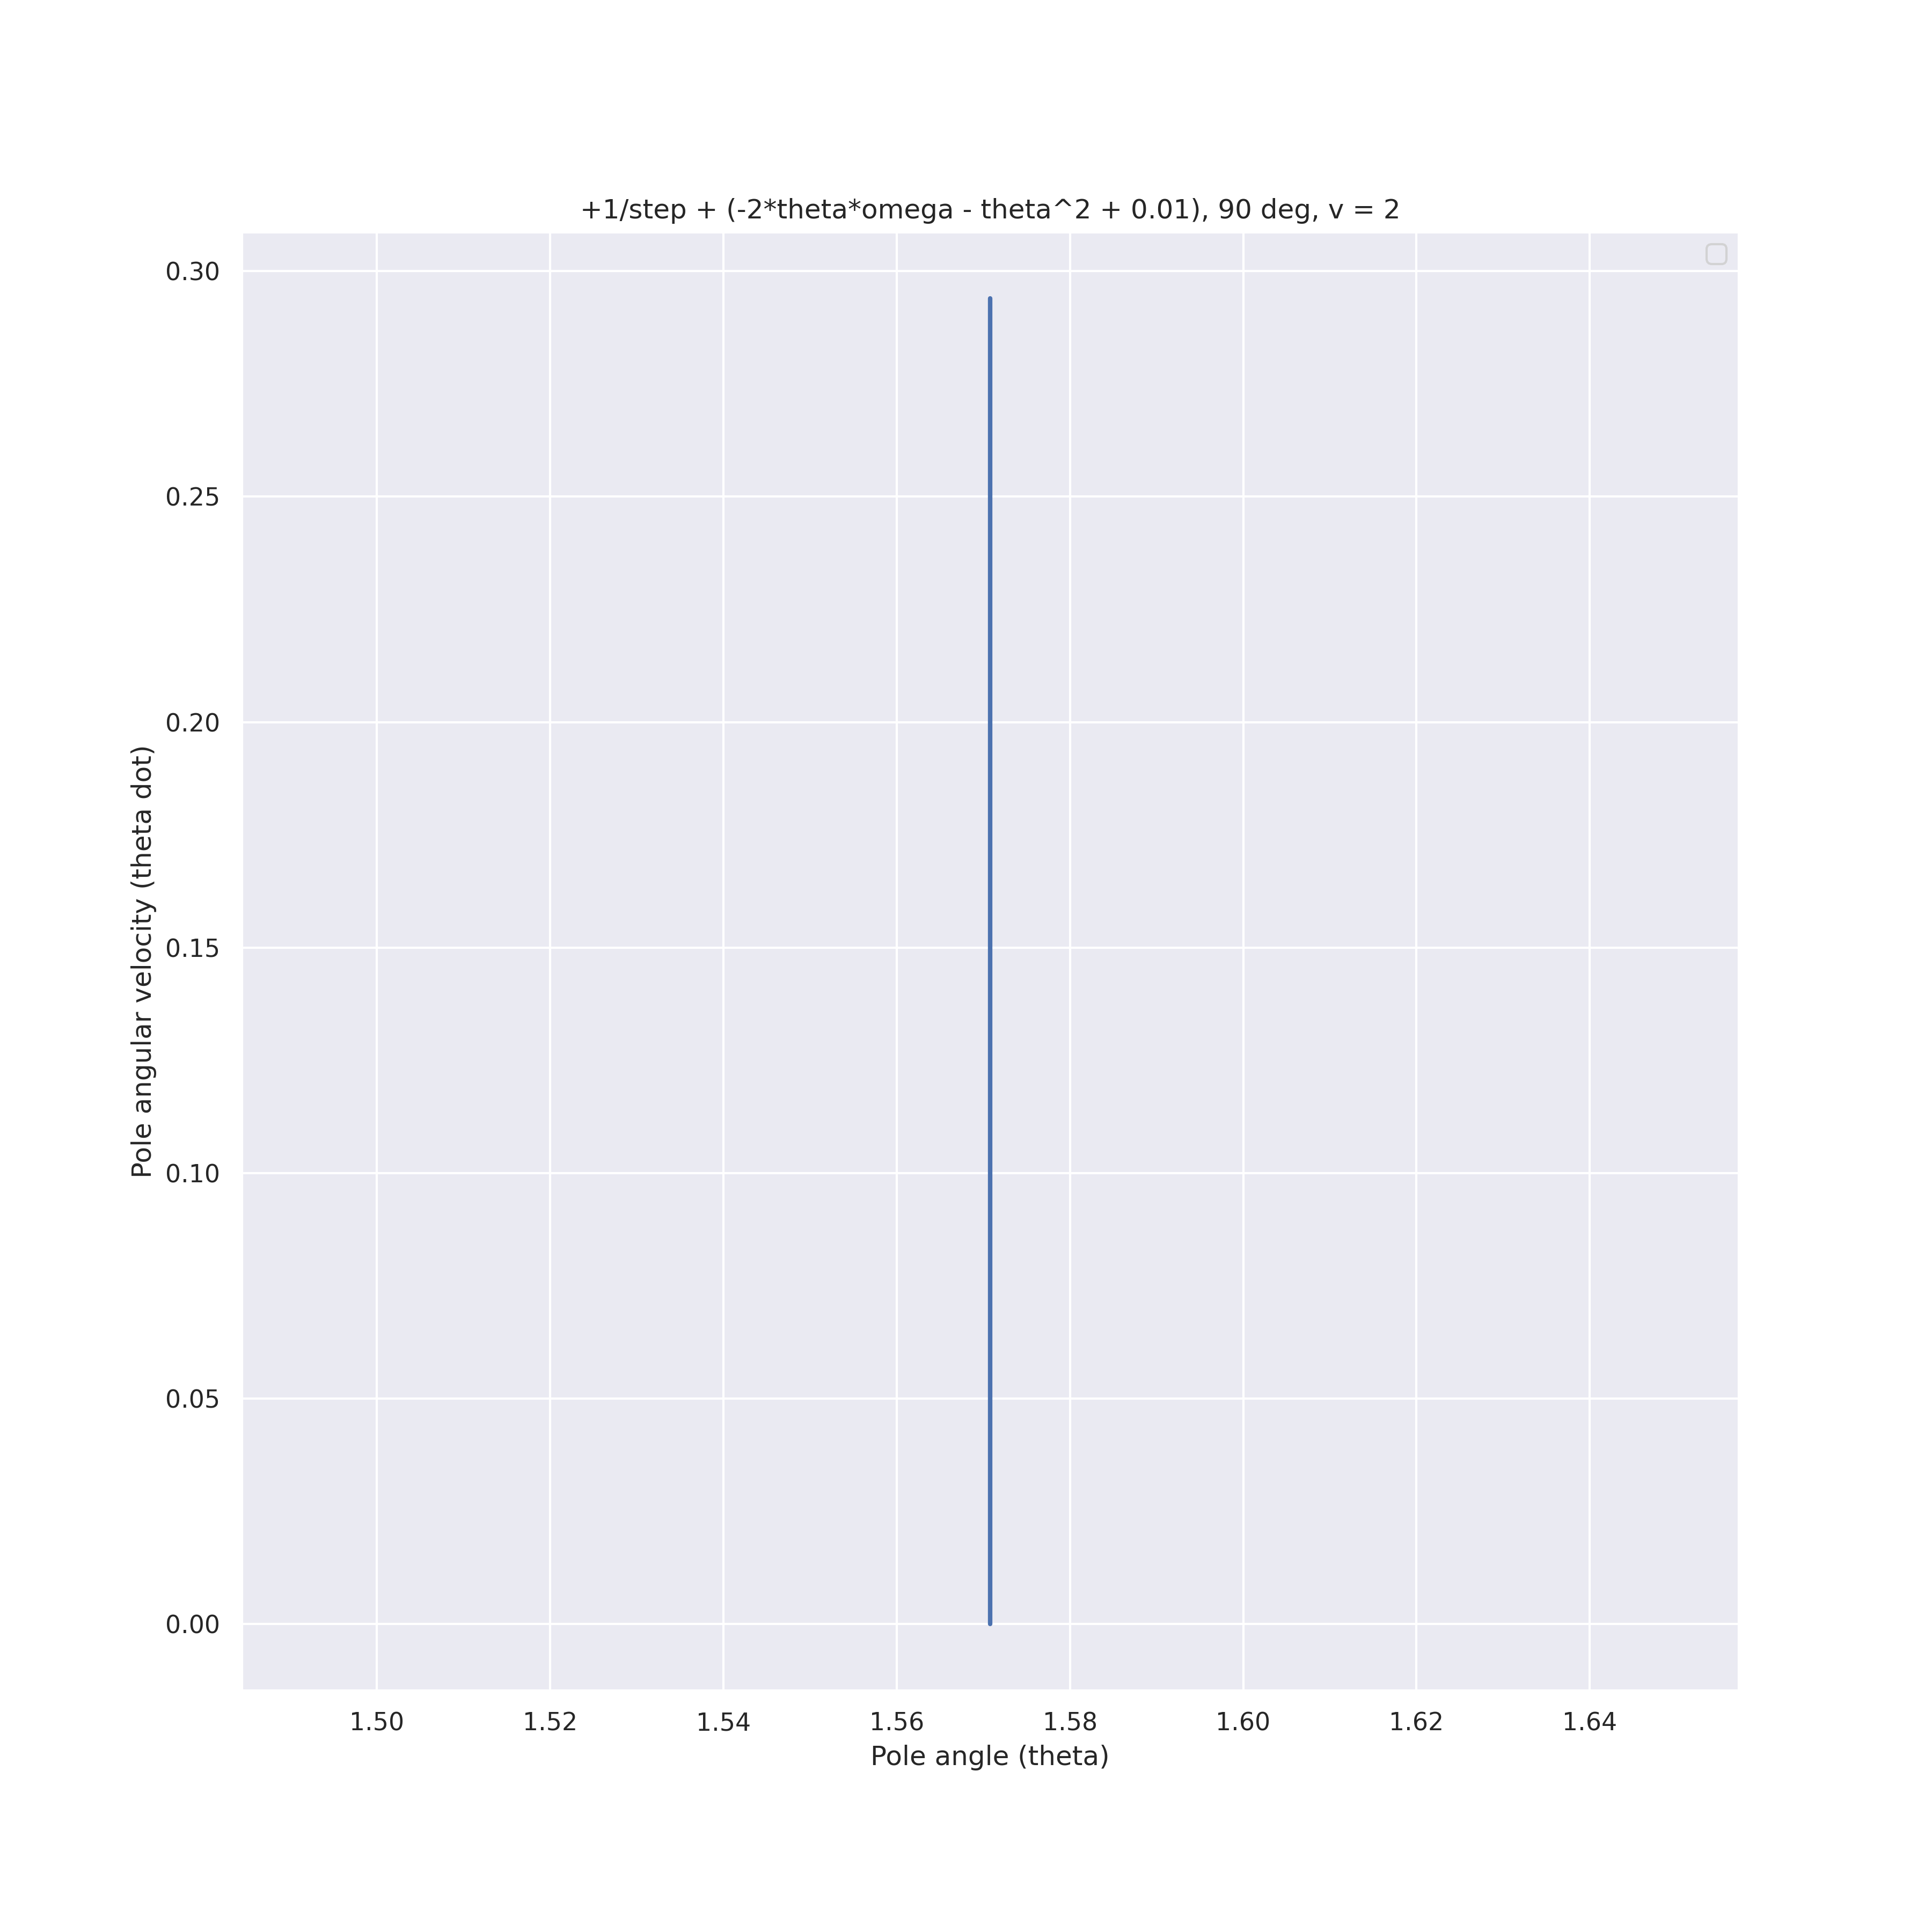 +1/step + (-2*theta*omega - theta^2 + 0.01), 90 deg, v = 2
0.30
0.25
0.20
0.15
0.10
0.05
0.00
Pole angular velocity (theta dot)
1.50 1.52 1.54 1.56 1.58 1.60 1.62 1.64
Pole angle (theta)